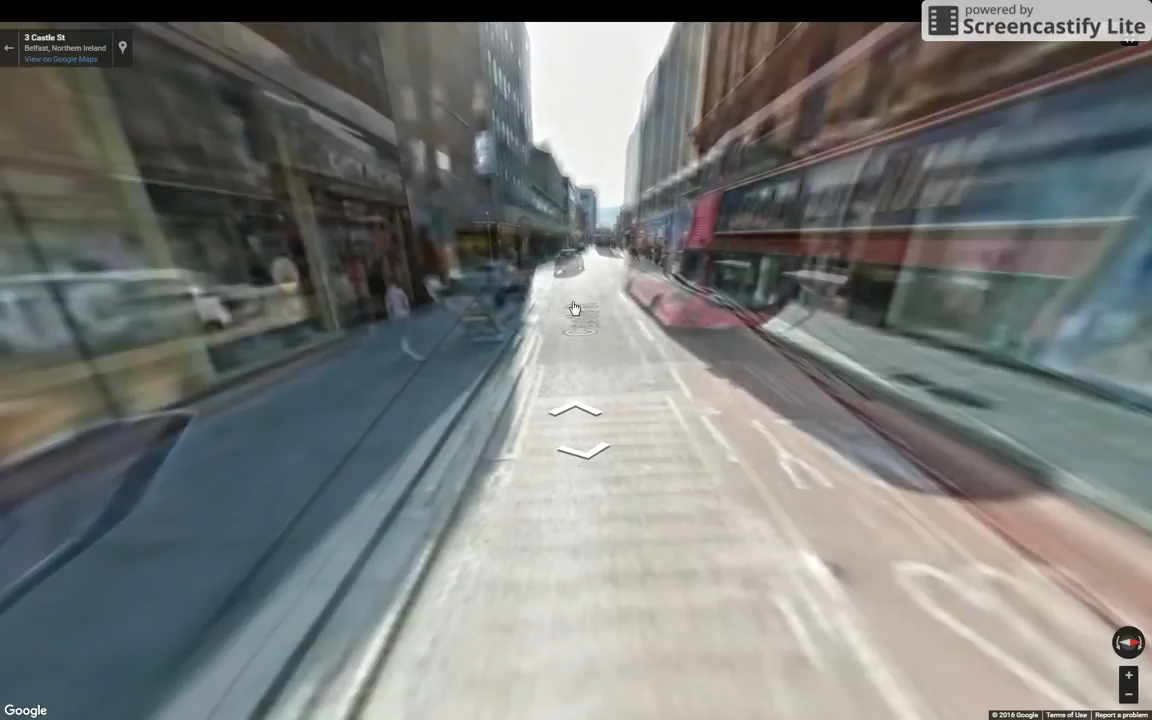 powered by
Screencastify Lite
3 Castle St
Belfast, Northern Ireland
View on Google Maps
Google
© 2016 Google
Terms of Use
Report a problem